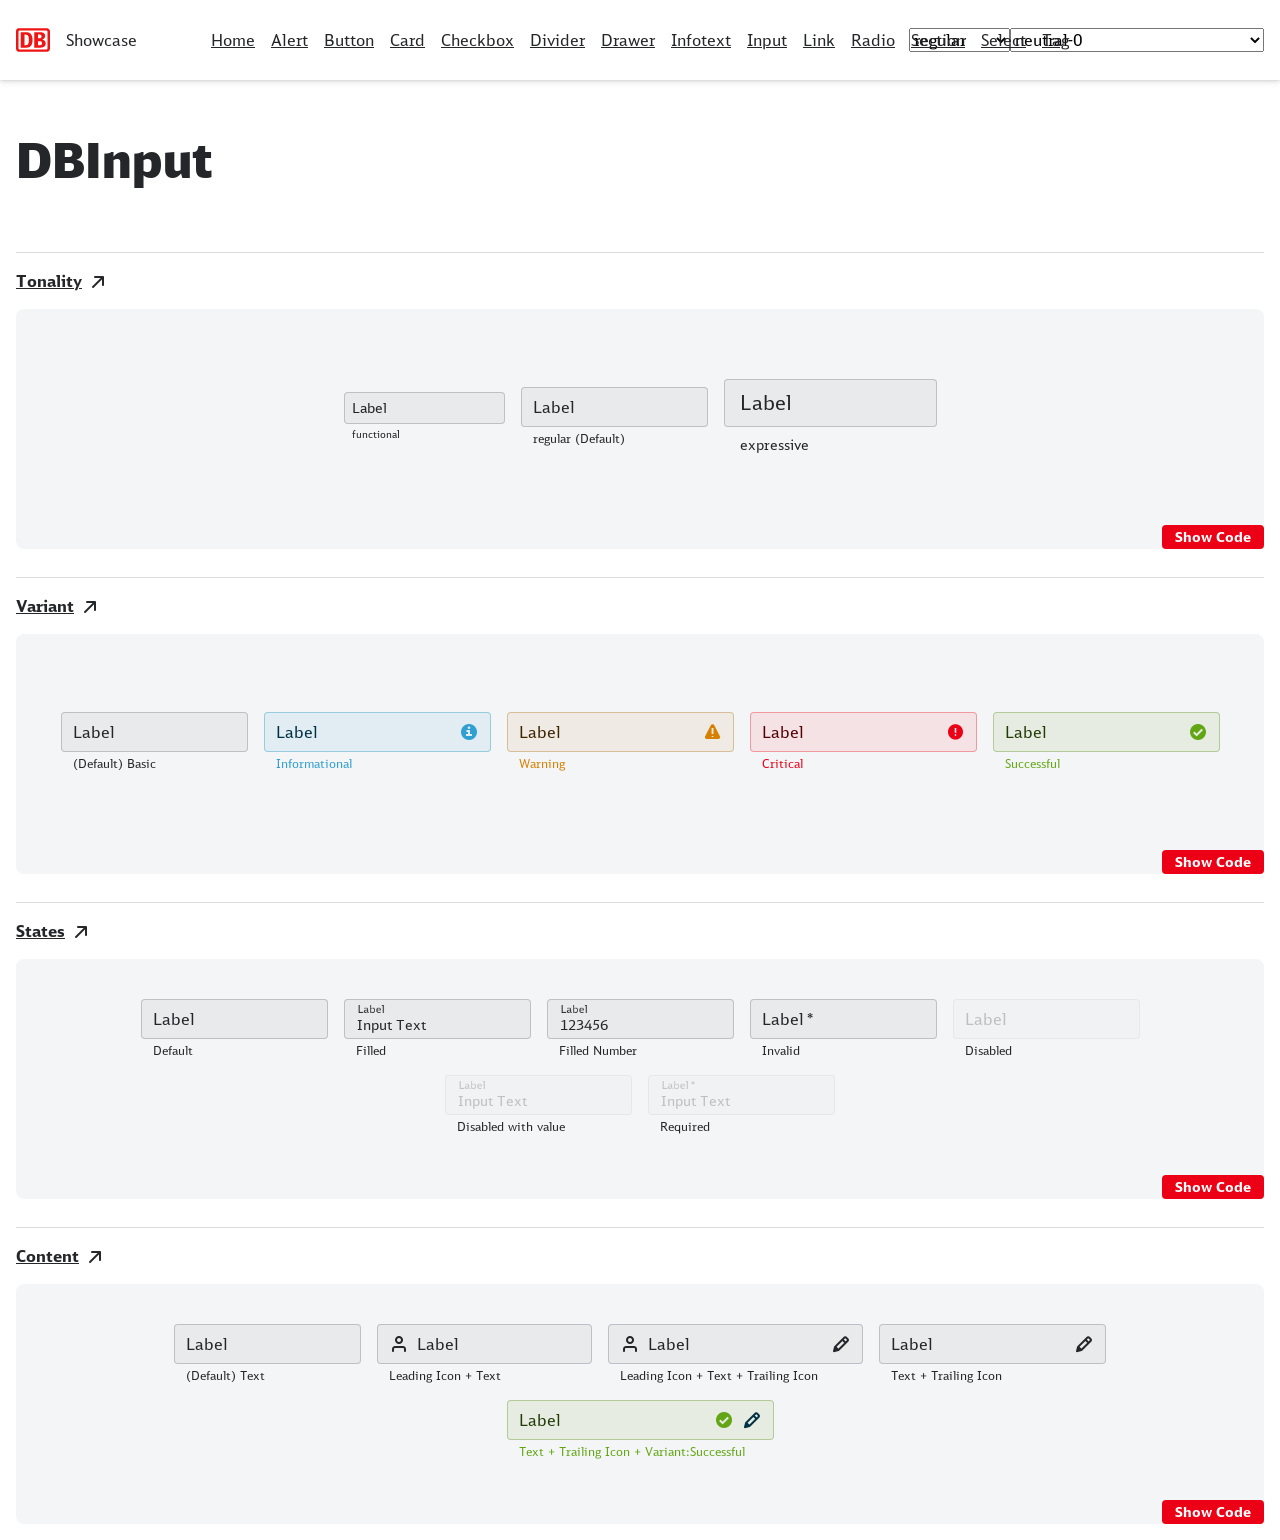 DB Showcase Home Alert Button Card Checkbox Divider Drawer Infotext Input Link Radio Section Select Tag regular neutral-0
DBInput
Tonality
Label Label Label
functional regular (Default) expressive
Show Code
Variant
Label Label Label Label Label
(Default) Basic Informational Warning Critical Successful
Show Code
States
Label Label Label Label * Label
Input Text 123456
Default Filled Filled Number Invalid Disabled
Label Label *
Input Text Input Text
Disabled with value Required
Show Code
Content
Label Label Label Label
(Default) Text Leading Icon + Text Leading Icon + Text + Trailing Icon Text + Trailing Icon
Label
Text + Trailing Icon + Variant:Successful
Show Code